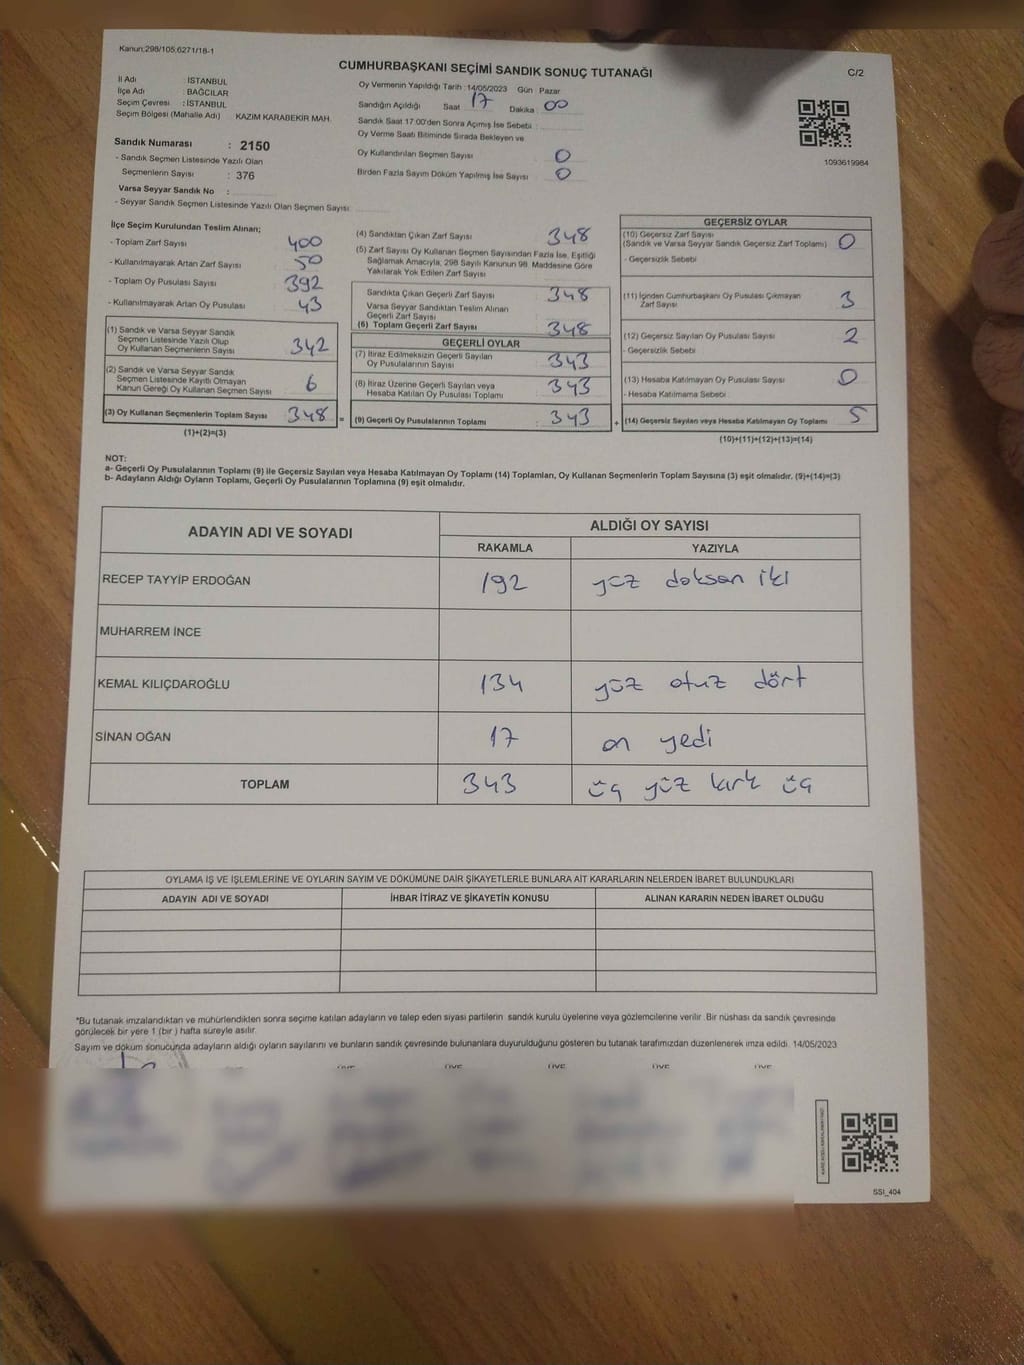 Kanun:298/105;6271/18-1
CUMHURBAŞKANI SEÇİMİ SANDIK SONUÇ TUTANAĞI
C/2
İl Adı : İSTANBUL
İlçe Adı : BAĞCILAR
Seçim Çevresi : İSTANBUL
Seçim Bölgesi (Mahalle Adı) KAZIM KARABEKİR MAH.
Sandık Numarası : 2150
- Sandık Seçmen Listesinde Yazılı Olan
Seçmenlerin Sayısı : 376
Varsa Seyyar Sandık No :
- Seyyar Sandık Seçmen Listesinde Yazılı Olan Seçmen Sayısı:
Oy Vermenin Yapıldığı Tarih :14/05/2023 Gün : Pazar
Sandığın Açıldığı Saat : 17 Dakika : 00
Sandık Saat 17:00'den Sonra Açımış İse Sebebi :
Oy Verme Saati Bitiminde Sırada Bekleyen ve
Oy Kullandırılan Seçmen Sayısı : 0
Birden Fazla Sayım Döküm Yapılmış İse Sayısı : 0
1093619984
İlçe Seçim Kurulundan Teslim Alınan;
- Toplam Zarf Sayısı : 400
- Kullanılmayarak Artan Zarf Sayısı : 50
- Toplam Oy Pusulası Sayısı : 392
- Kullanılmayarak Artan Oy Pusulası : 43
(1) Sandık ve Varsa Seyyar Sandık
Seçmen Listesinde Yazılı Olup
Oy Kullanan Seçmenlerin Sayısı : 342
(2) Sandık ve Varsa Seyyar Sandık
Seçmen Listesinde Kayıtlı Olmayan
Kanun Gereği Oy Kullanan Seçmen Sayısı : 6
(3) Oy Kullanan Seçmenlerin Toplam Sayısı : 348 =
(1)+(2)=(3)
(4) Sandıktan Çıkan Zarf Sayısı : 348
(5) Zarf Sayısı Oy Kullanan Seçmen Sayısından Fazla İse, Eşitliği
Sağlamak Amacıyla, 298 Sayılı Kanunun 98. Maddesine Göre
Yakılarak Yok Edilen Zarf Sayısı :
Sandıkta Çıkan Geçerli Zarf Sayısı : 348
Varsa Seyyar Sandıktan Teslim Alınan
Geçerli Zarf Sayısı :
(6) Toplam Geçerli Zarf Sayısı : 348
GEÇERLİ OYLAR
(7) İtiraz Edilmeksizin Geçerli Sayılan
Oy Pusulalarının Sayısı : 343
(8) İtiraz Üzerine Geçerli Sayılan veya
Hesaba Katılan Oy Pusulası Toplamı : 343
(9) Geçerli Oy Pusulalarının Toplamı : 343 +
GEÇERSİZ OYLAR
(10) Geçersiz Zarf Sayısı
(Sandık ve Varsa Seyyar Sandık Geçersiz Zarf Toplamı) : 0
- Geçersizlik Sebebi :
(11) İçinden Cumhurbaşkanı Oy Pusulası Çıkmayan
Zarf Sayısı : 3
(12) Geçersiz Sayılan Oy Pusulası Sayısı : 2
- Geçersizlik Sebebi :
(13) Hesaba Katılmayan Oy Pusulası Sayısı : 0
- Hesaba Katılmama Sebebi :
(14) Geçersiz Sayılan veya Hesaba Katılmayan Oy Toplamı : 5
(10)+(11)+(12)+(13)=(14)
NOT:
a- Geçerli Oy Pusulalarının Toplamı (9) ile Geçersiz Sayılan veya Hesaba Katılmayan Oy Toplamı (14) Toplamları, Oy Kullanan Seçmenlerin Toplam Sayısına (3) eşit olmalıdır. (9)+(14)=(3)
b- Adayların Aldığı Oyların Toplamı, Geçerli Oy Pusulalarının Toplamına (9) eşit olmalıdır.
ADAYIN ADI VE SOYADI
ALDIĞI OY SAYISI
RAKAMLA YAZIYLA
RECEP TAYYİP ERDOĞAN 192 yüz doksan iki
MUHARREM İNCE
KEMAL KILIÇDAROĞLU 134 yüz otuz dört
SİNAN OĞAN 17 on yedi
TOPLAM 343 üç yüz kırk üç
OYLAMA İŞ VE İŞLEMLERİNE VE OYLARIN SAYIM VE DÖKÜMÜNE DAİR ŞİKAYETLERLE BUNLARA AİT KARARLARIN NELERDEN İBARET BULUNDUKLARI
ADAYIN ADI VE SOYADI İHBAR İTİRAZ VE ŞİKAYETİN KONUSU ALINAN KARARIN NEDEN İBARET OLDUĞU
*Bu tutanak imzalandıktan ve mühürlendikten sonra seçime katılan adayların ve talep eden siyasi partilerin sandık kurulu üyelerine veya gözlemcilerine verilir .Bir nüshası da sandık çevresinde
görülecek bir yere 1 (bir ) hafta süreyle asılır.
Sayım ve döküm sonucunda adayların aldığı oyların sayılarını ve bunların sandık çevresinde bulunanlara duyurulduğunu gösteren bu tutanak tarafımızdan düzenlenerek imza edildi. 14/05/2023
ÜYE ÜYE ÜYE ÜYE ÜYE
SSI_404